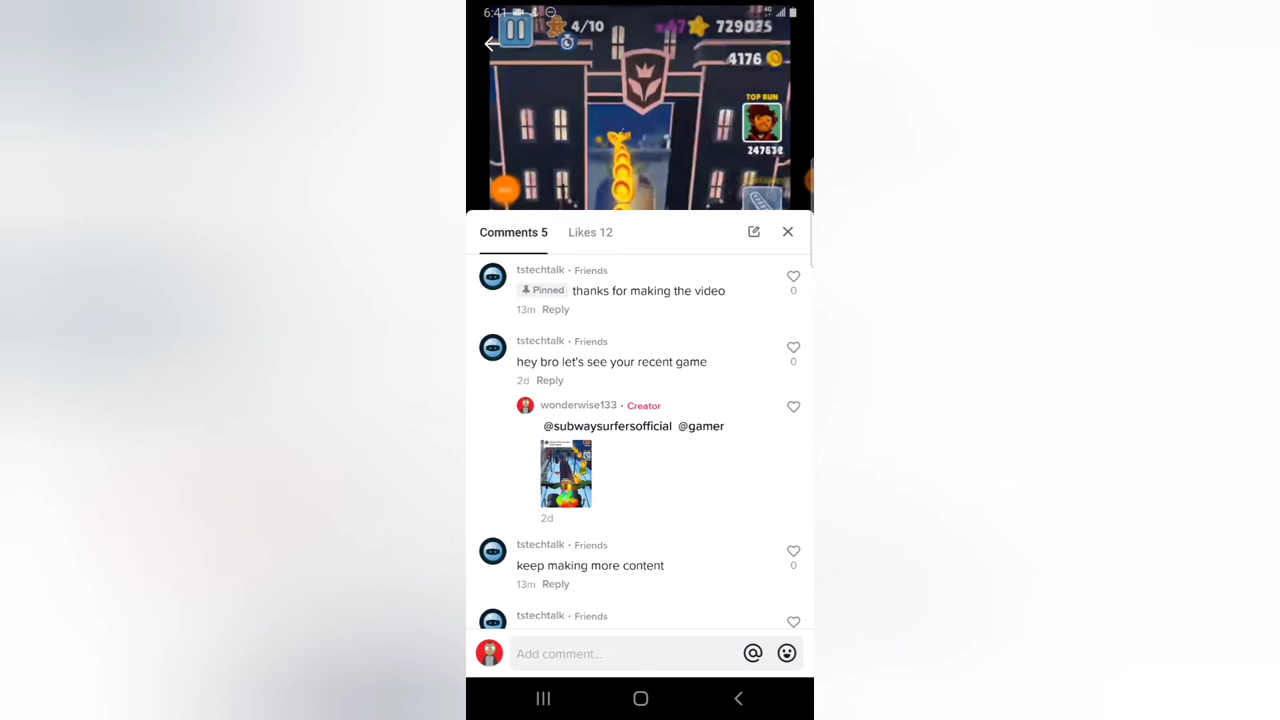 6:41
4G
4/10
x47 729035
4176
TOP RUN
Comments 5 Likes 12
tstechtalk · Friends
Pinned thanks for making the video
0
13m Reply
tstechtalk · Friends
hey bro let's see your recent game
0
2d Reply
wonderwise133 · Creator
@subwaysurfersofficial @gamer
2d
tstechtalk · Friends
keep making more content
0
13m Reply
tstechtalk · Friends
Add comment...